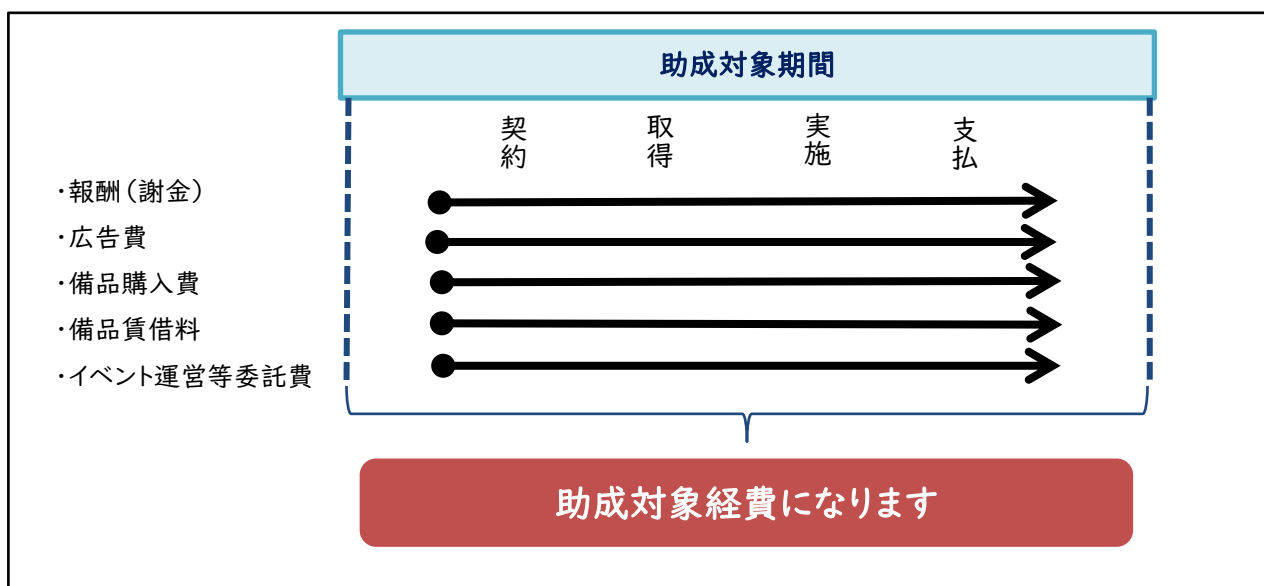 助成対象期間
契約
取得
実施
支払
・報酬（謝金）
・広告費
・備品購入費
・備品賃借料
・イベント運営等委託費
助成対象経費になります